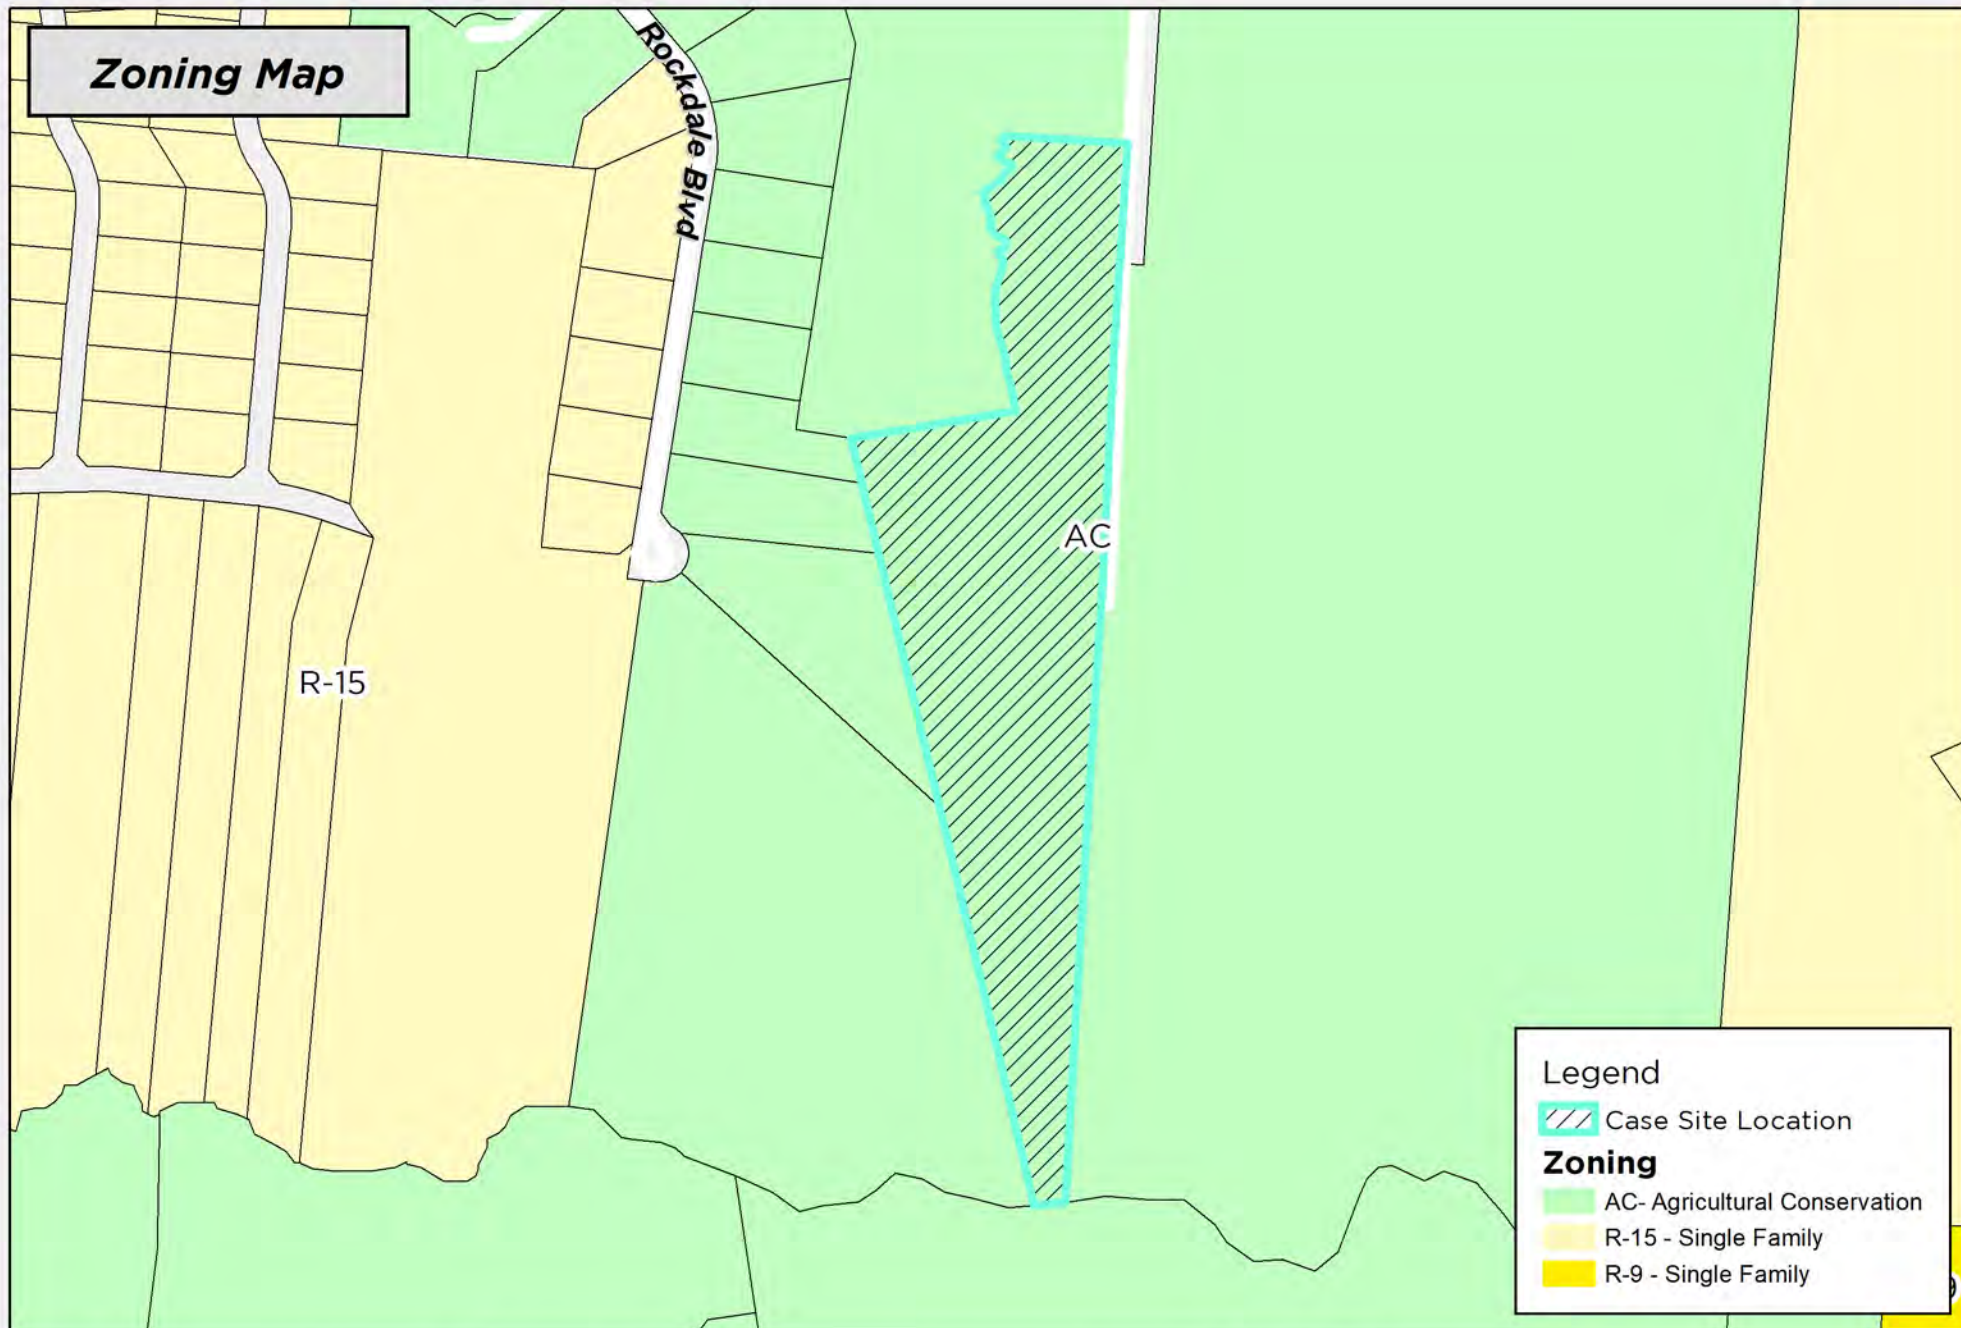 Zoning Map
Rockdale Blvd
AC
R-15
Legend
Case Site Location
Zoning
AC- Agricultural Conservation
R-15 - Single Family
R-9 - Single Family